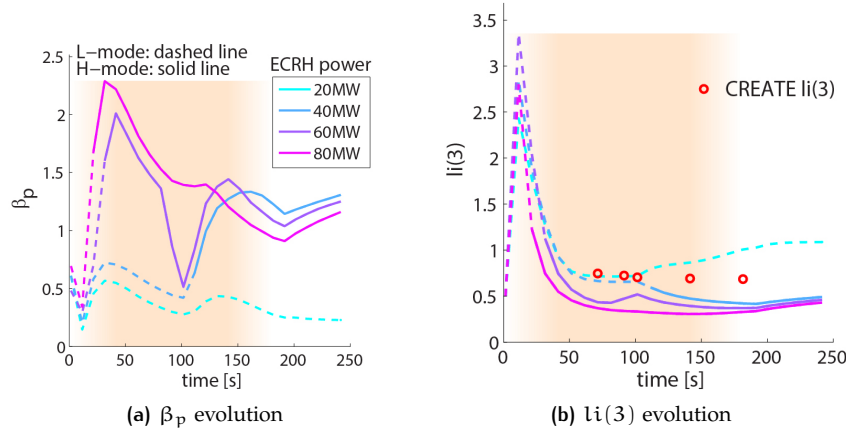 L–mode: dashed line
H–mode: solid line
ECRH power
20MW
40MW
60MW
80MW
2.5
2
1.5
1
0.5
0
βp
0
50
100
150
200
250
time [s]
(a) βp evolution
CREATE li(3)
3.5
3
2.5
2
1.5
1
0.5
0
li(3)
0
50
100
150
200
250
time [s]
(b) li(3) evolution